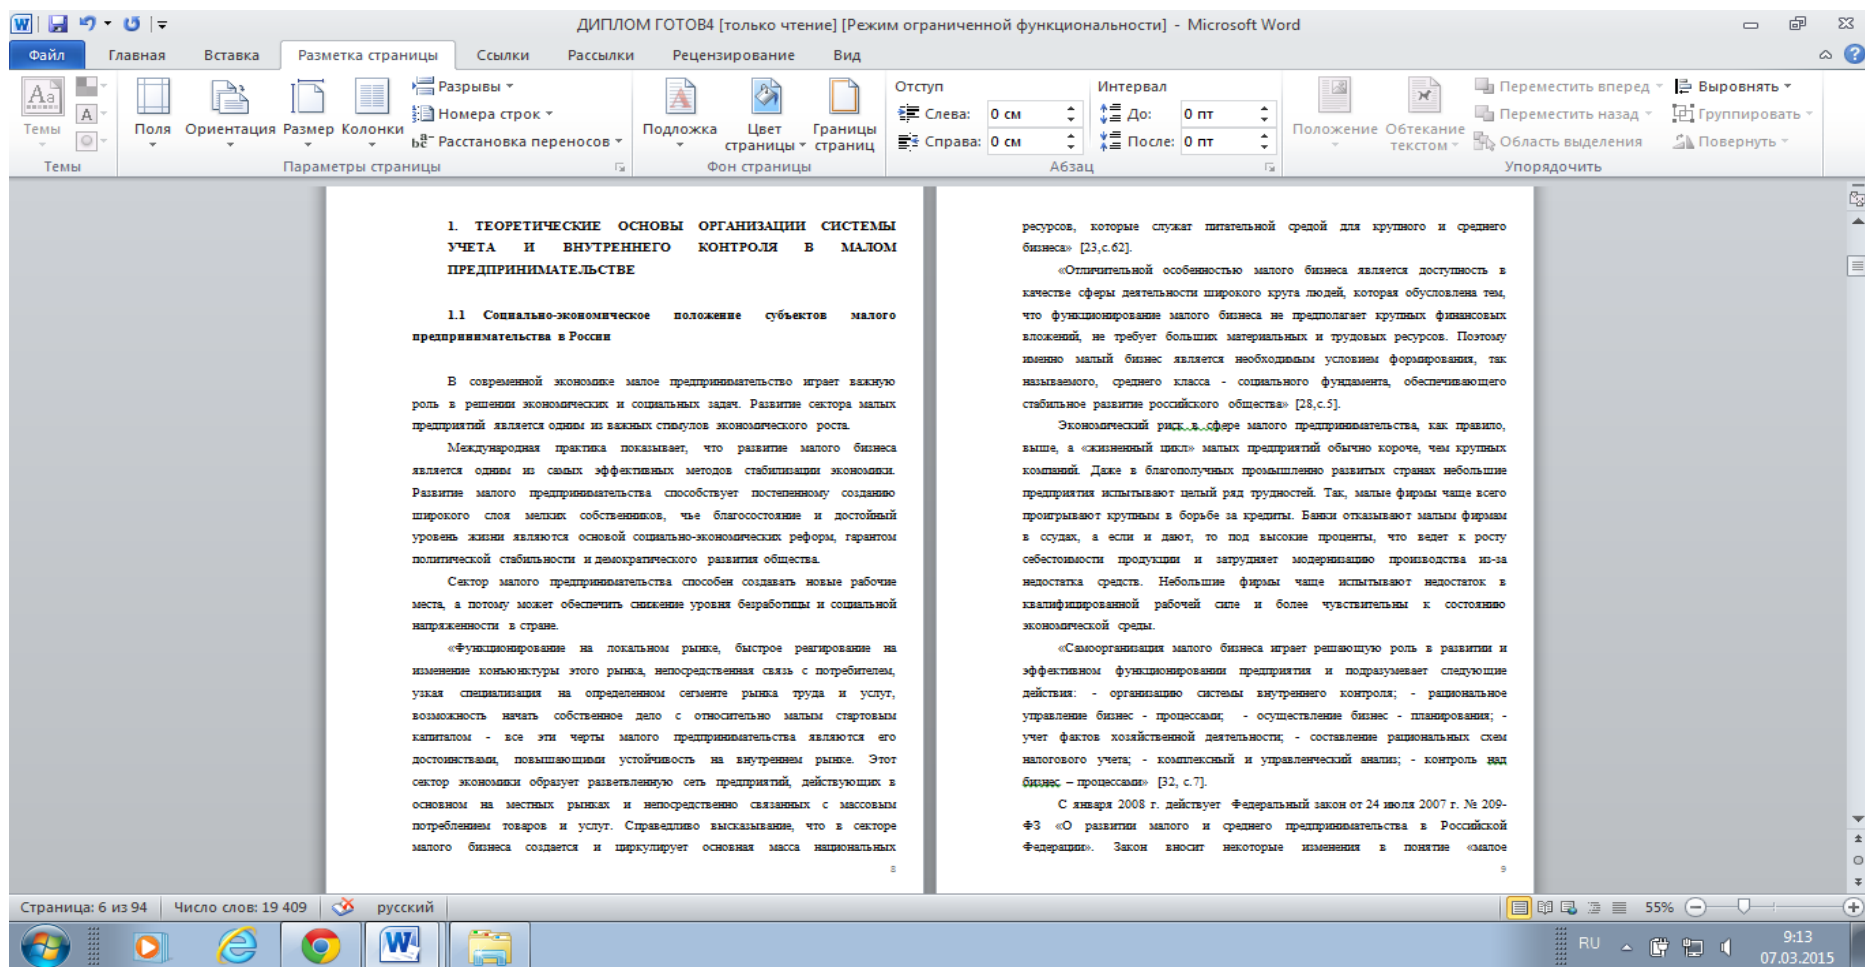 ДИПЛОМ ГОТОВ4 [только чтение] [Режим ограниченной функциональности] - Microsoft Word
Файл Главная Вставка Разметка страницы Ссылки Рассылки Рецензирование Вид
Темы
Темы
Поля Ориентация Размер Колонки
Разрывы
Номера строк
Расстановка переносов
Параметры страницы
Подложка Цвет страницы Границы страниц
Фон страницы
Отступ
Слева: 0 см
Справа: 0 см
Интервал
До: 0 пт
После: 0 пт
Абзац
Положение Обтекание текстом
Переместить вперед
Переместить назад
Область выделения
Выровнять
Группировать
Повернуть
Упорядочить
1. ТЕОРЕТИЧЕСКИЕ ОСНОВЫ ОРГАНИЗАЦИИ СИСТЕМЫ
УЧЕТА И ВНУТРЕННЕГО КОНТРОЛЯ В МАЛОМ
ПРЕДПРИНИМАТЕЛЬСТВЕ
1.1 Социально-экономическое положение субъектов малого
предпринимательства в России
В современной экономике малое предпринимательство играет важную
роль в решении экономических и социальных задач. Развитие сектора малых
предприятий является одним из важных стимулов экономического роста.
Международная практика показывает, что развитие малого бизнеса
является одним из самых эффективных методов стабилизации экономики.
Развитие малого предпринимательства способствует постепенному созданию
широкого слоя мелких собственников, чье благосостояние и достойный
уровень жизни являются основой социально-экономических реформ, гарантом
политической стабильности и демократического развития общества.
Сектор малого предпринимательства способен создавать новые рабочие
места, а потому может обеспечить снижение уровня безработицы и социальной
напряженности в стране.
«Функционирование на локальном рынке, быстрое реагирование на
изменение конъюнктуры этого рынка, непосредственная связь с потребителем,
узкая специализация на определенном сегменте рынка труда и услуг,
возможность начать собственное дело с относительно малым стартовым
капиталом - все эти черты малого предпринимательства являются его
достоинствами, повышающими устойчивость на внутреннем рынке. Этот
сектор экономики образует разветвленную сеть предприятий, действующих в
основном на местных рынках и непосредственно связанных с массовым
потреблением товаров и услуг. Справедливо высказывание, что в секторе
малого бизнеса создается и циркулирует основная масса национальных
8
ресурсов, которые служат питательной средой для крупного и среднего
бизнеса» [23,с.62].
«Отличительной особенностью малого бизнеса является доступность в
качестве сферы деятельности широкого круга людей, которая обусловлена тем,
что функционирование малого бизнеса не предполагает крупных финансовых
вложений, не требует больших материальных и трудовых ресурсов. Поэтому
именно малый бизнес является необходимым условием формирования, так
называемого, среднего класса - социального фундамента, обеспечивающего
стабильное развитие российского общества» [28,с.5].
Экономический риск в сфере малого предпринимательства, как правило,
выше, а «жизненный цикл» малых предприятий обычно короче, чем крупных
компаний. Даже в благополучных промышленно развитых странах небольшие
предприятия испытывают целый ряд трудностей. Так, малые фирмы чаще всего
проигрывают крупным в борьбе за кредиты. Банки отказывают малым фирмам
в ссудах, а если и дают, то под высокие проценты, что ведет к росту
себестоимости продукции и затрудняет модернизацию производства из-за
недостатка средств. Небольшие фирмы чаще испытывают недостаток в
квалифицированной рабочей силе и более чувствительны к состоянию
экономической среды.
«Самоорганизация малого бизнеса играет решающую роль в развитии и
эффективном функционировании предприятия и подразумевает следующие
действия: - организацию системы внутреннего контроля; - рациональное
управление бизнес - процессами; - осуществление бизнес - планирования; -
учет фактов хозяйственной деятельности; - составление рациональных схем
налогового учета; - комплексный и управленческий анализ; - контроль над
бизнес – процессами» [32, с.7].
С января 2008 г. действует Федеральный закон от 24 июля 2007 г. № 209-
ФЗ «О развитии малого и среднего предпринимательства в Российской
Федерации». Закон вносит некоторые изменения в понятие «малое
9
Страница: 6 из 94 Число слов: 19 409 русский 55%
RU 9:13
07.03.2015